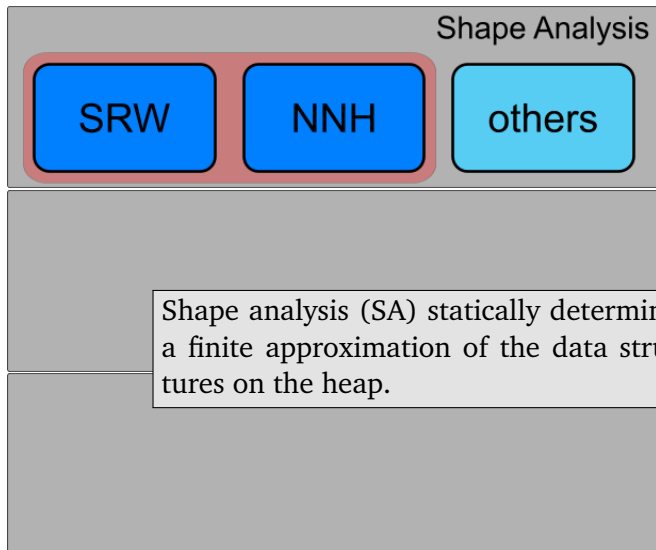 Shape Analysis
SRW NNH others
Shape analysis (SA) statically determin
a finite approximation of the data stru
tures on the heap.